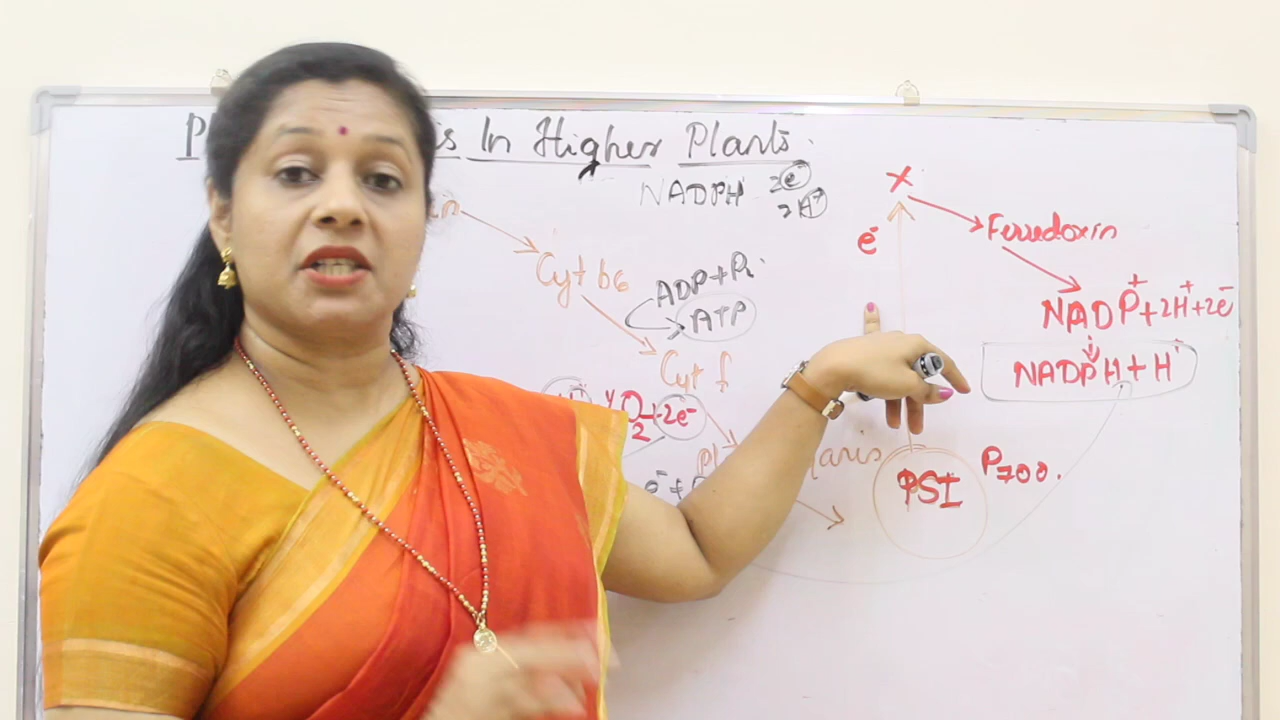 In Higher Plants.
NADPH 2e⁻
2H⁺
X
e⁻
Ferredoxin
Cyt b6
ADP+Pi
ATP
NADP⁺+2H⁺+2e⁻
NADPH+H⁺
Cyt f
O2+2e⁻
PSI
P700.